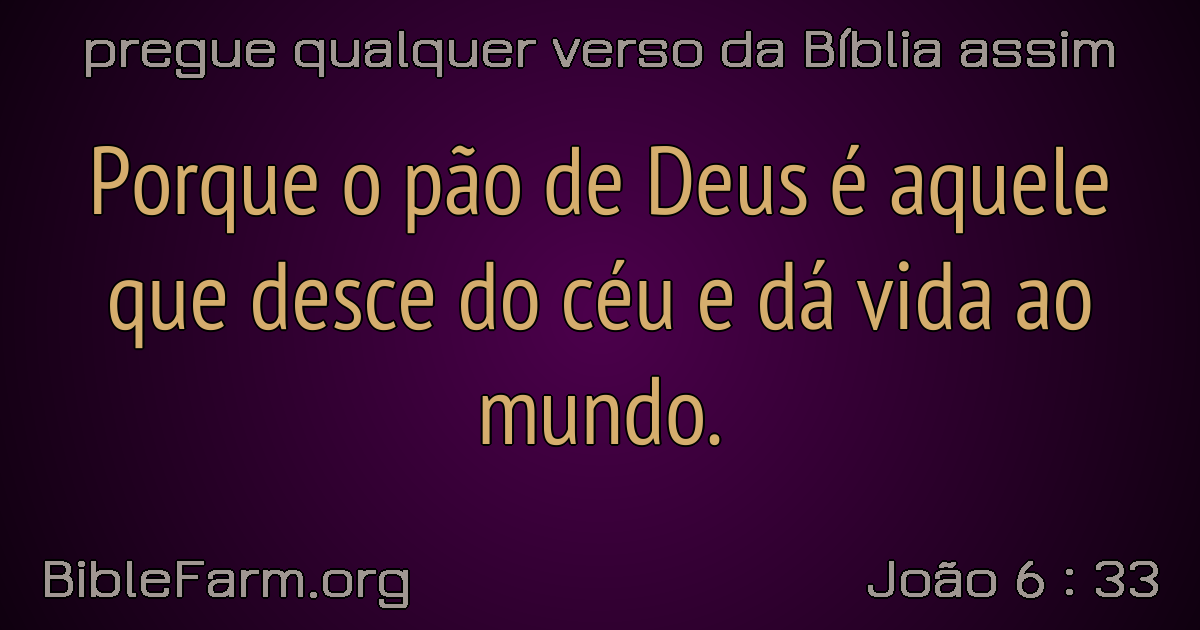 pregue qualquer verso da Bíblia assim
Porque o pão de Deus é aquele
que desce do céu e dá vida ao
mundo.
BibleFarm.org
João 6 : 33